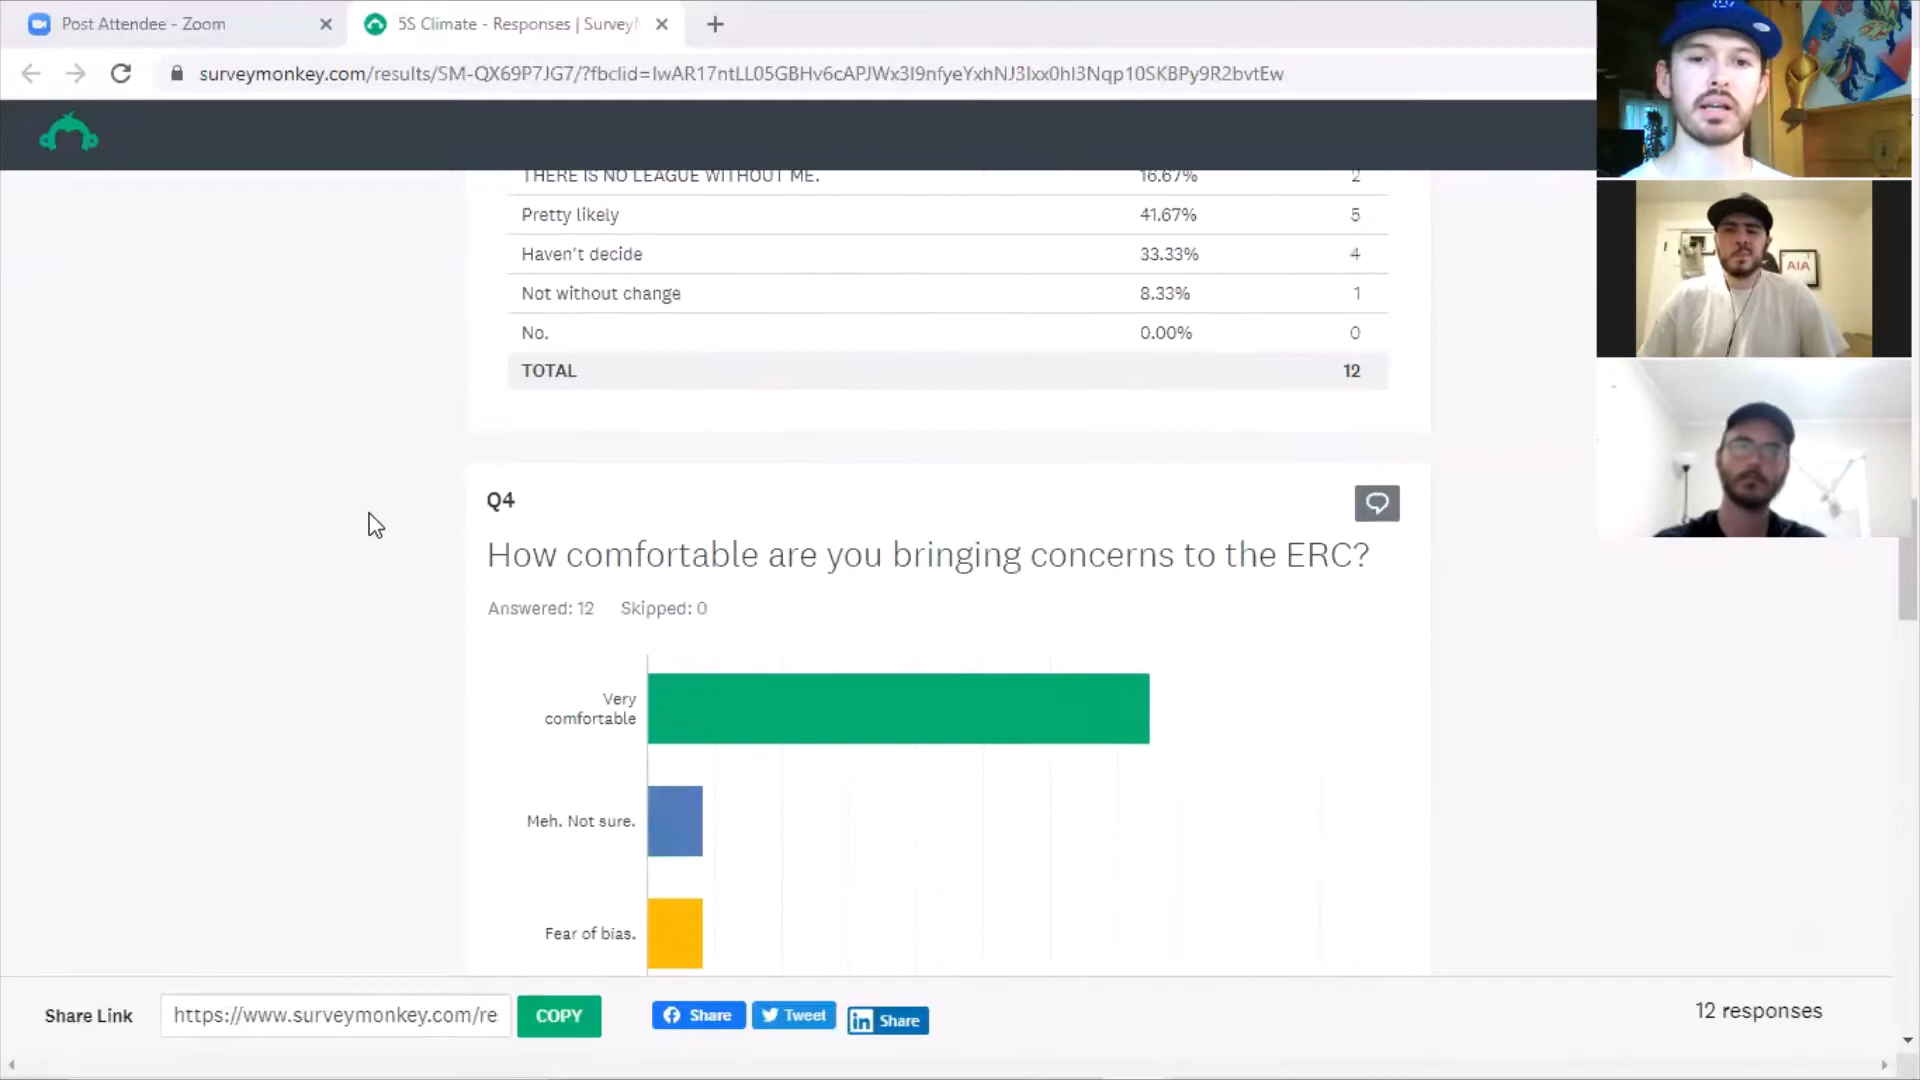 Post Attendee - Zoom
5S Climate - Responses | Survey
surveymonkey.com/results/SM-QX69P7JG7/?fbclid=IwAR17ntLL05GBHv6cAPJWx3I9nfyeYxhNJ3Ixx0hI3Nqp10SKBPy9R2bvtEw
THERE IS NO LEAGUE WITHOUT ME. 16.67% 2
Pretty likely 41.67% 5
Haven't decide 33.33% 4
Not without change 8.33% 1
No. 0.00% 0
TOTAL 12
AIA
Q4
How comfortable are you bringing concerns to the ERC?
Answered: 12 Skipped: 0
Very
comfortable
Meh. Not sure.
Fear of bias.
Share Link https://www.surveymonkey.com/re COPY Share Tweet in Share 12 responses